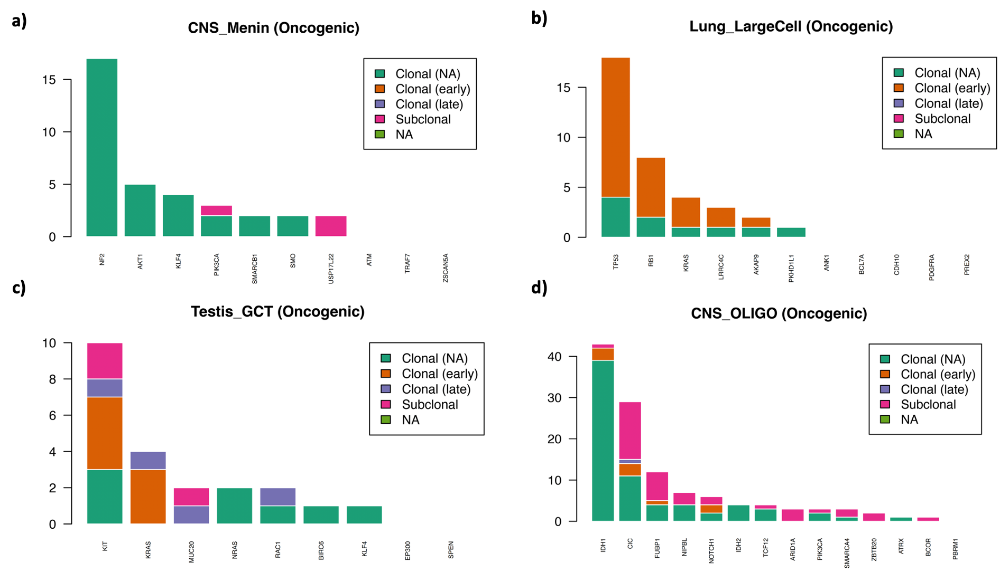 a)
CNS_Menin (Oncogenic)
15
10
5
0
Clonal (NA)
Clonal (early)
Clonal (late)
Subclonal
NA
NF2
AKT1
KLF4
PIK3CA
SMARCB1
SMO
USP17L22
ATM
TRAF7
ZSCAN5A
b)
Lung_LargeCell (Oncogenic)
15
10
5
0
Clonal (NA)
Clonal (early)
Clonal (late)
Subclonal
NA
TP53
RB1
KRAS
LRRC4C
AKAP9
PKHD1L1
ANK1
BCL7A
CDH10
PDGFRA
PREX2
c)
Testis_GCT (Oncogenic)
10
8
6
4
2
0
Clonal (NA)
Clonal (early)
Clonal (late)
Subclonal
NA
KIT
KRAS
MUC20
NRAS
RAC1
BIRC6
KLF4
EP300
SPEN
d)
CNS_OLIGO (Oncogenic)
40
30
20
10
0
Clonal (NA)
Clonal (early)
Clonal (late)
Subclonal
NA
IDH1
CIC
FUBP1
NIPBL
NOTCH1
IDH2
TCF12
ARID1A
PIK3CA
SMARCA4
ZBTB20
ATRX
BCOR
PBRM1